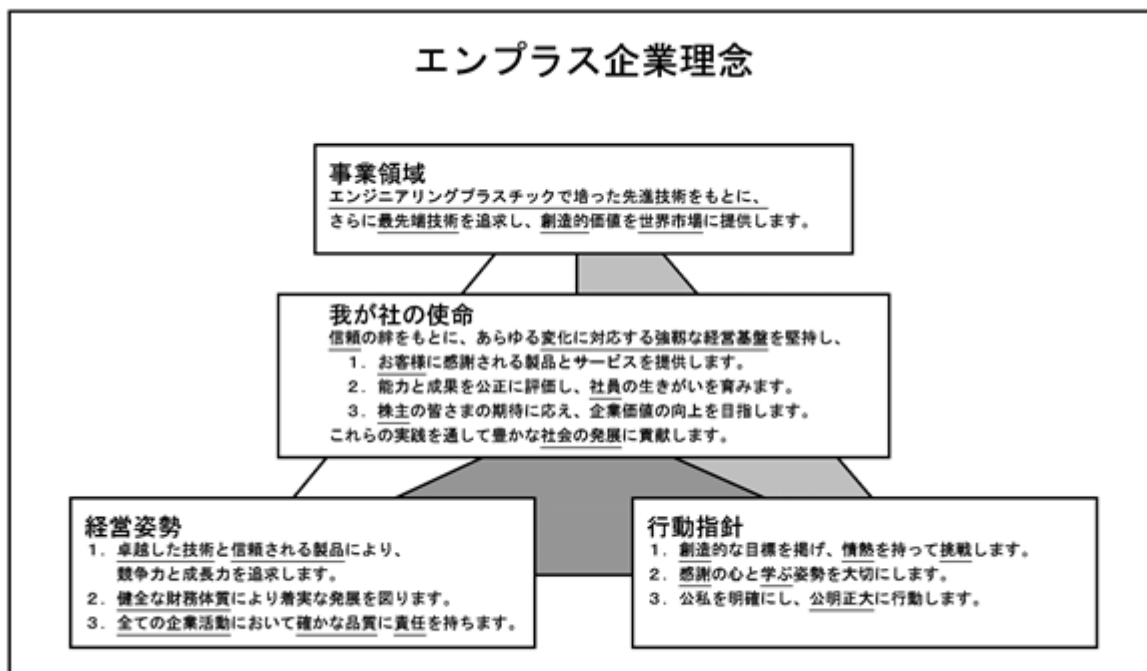 エンプラス企業理念
事業領域
エンジニアリングプラスチックで培った先進技術をもとに、
さらに最先端技術を追求し、創造的価値を世界市場に提供します。
我が社の使命
信頼の絆をもとに、あらゆる変化に対応する強靭な経営基盤を堅持し、
1．お客様に感謝される製品とサービスを提供します。
2．能力と成果を公正に評価し、社員の生きがいを育みます。
3．株主の皆さまの期待に応え、企業価値の向上を目指します。
これらの実践を通して豊かな社会の発展に貢献します。
経営姿勢
1．卓越した技術と信頼される製品により、
競争力と成長力を追求します。
2．健全な財務体質により着実な発展を図ります。
3．全ての企業活動において確かな品質に責任を持ちます。
行動指針
1．創造的な目標を掲げ、情熱を持って挑戦します。
2．感謝の心と学ぶ姿勢を大切にします。
3．公私を明確にし、公明正大に行動します。